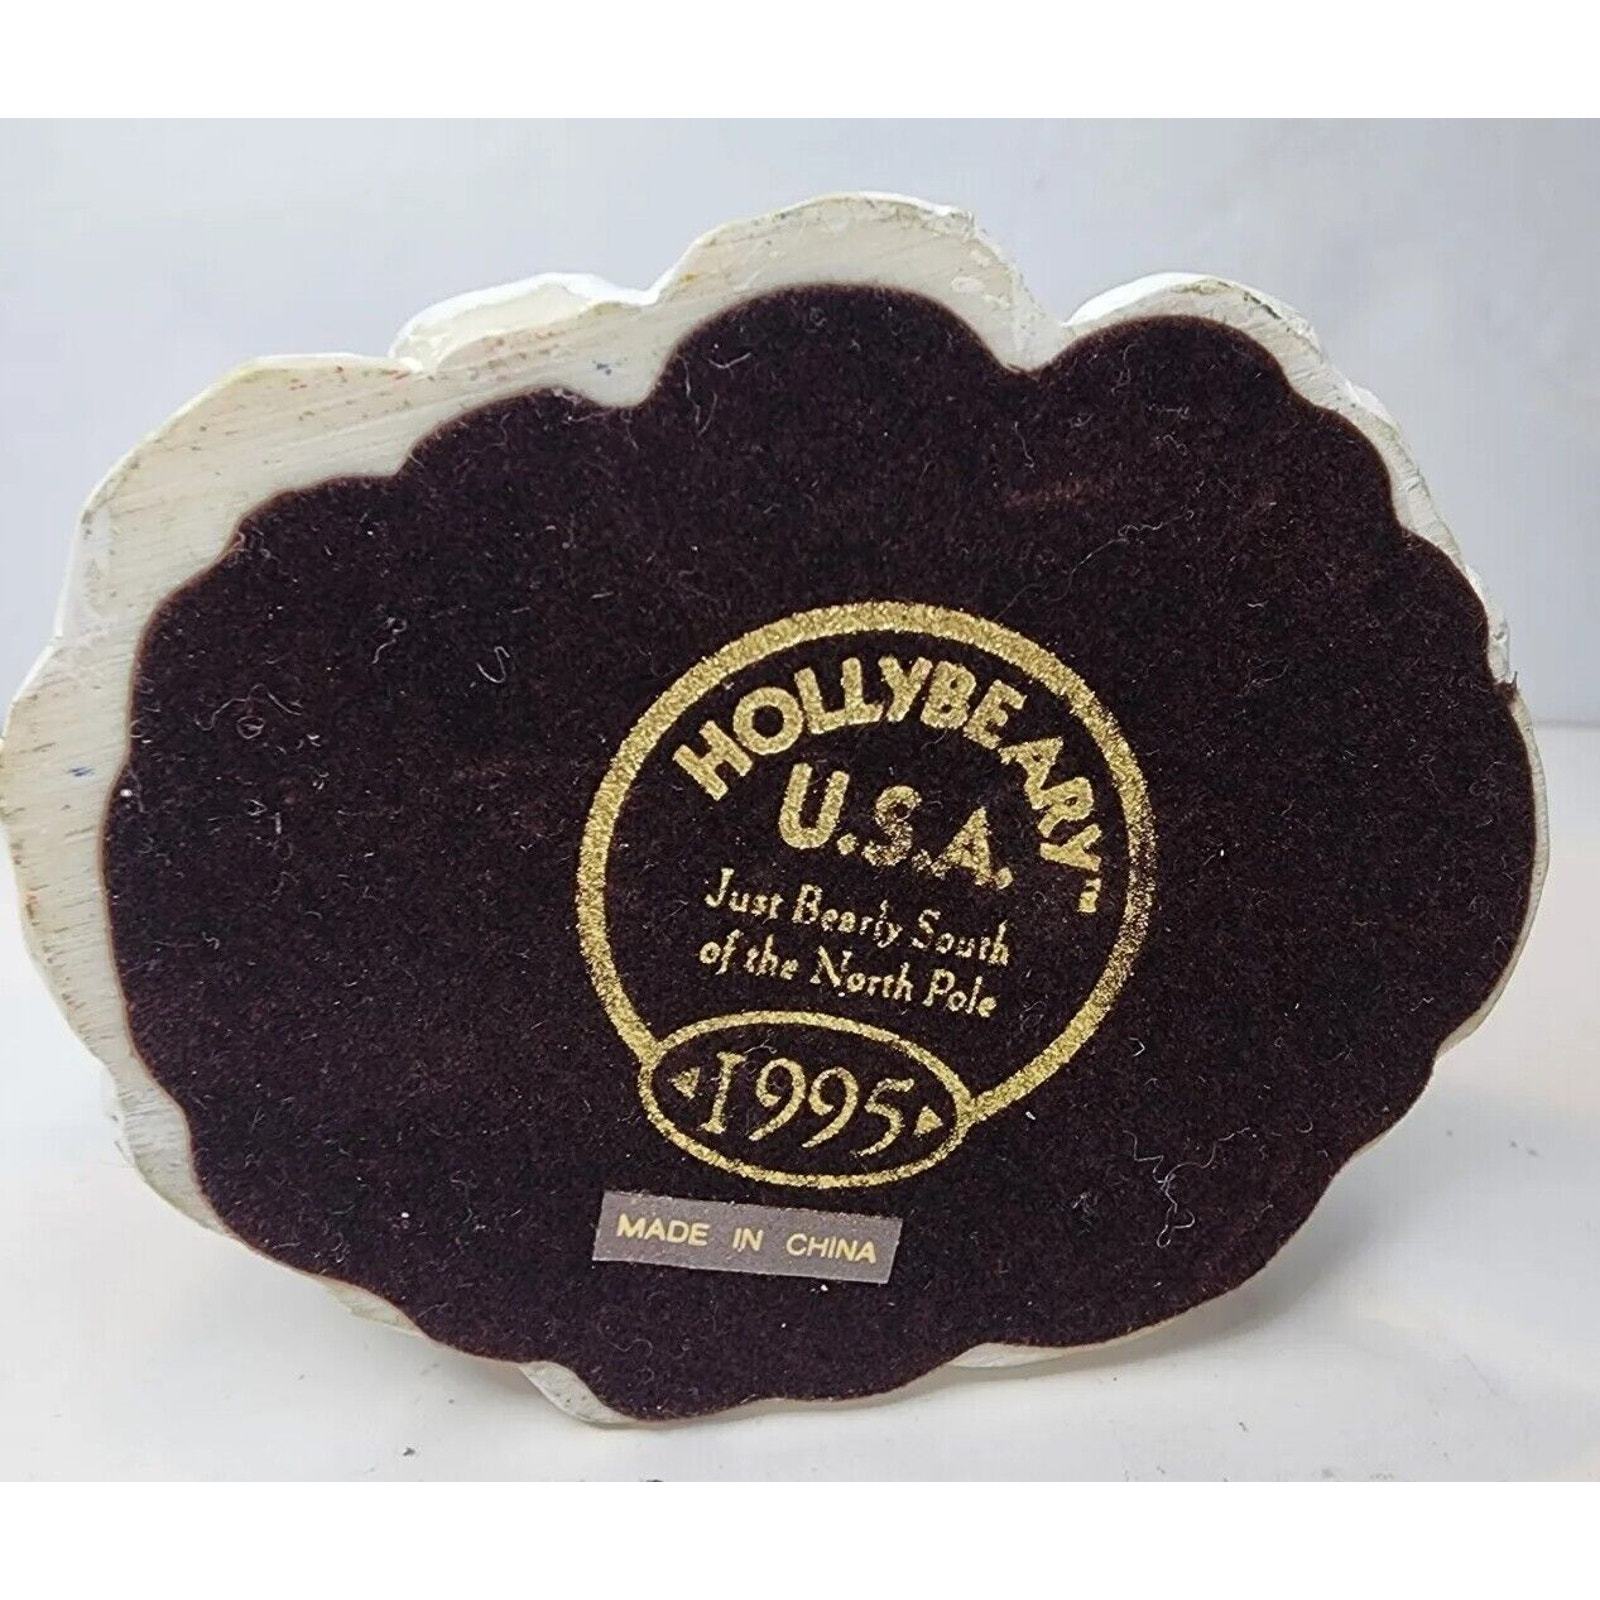 HOLLYBEARY™
U.S.A.
Just Bearly South
of the North Pole
1995
MADE IN CHINA